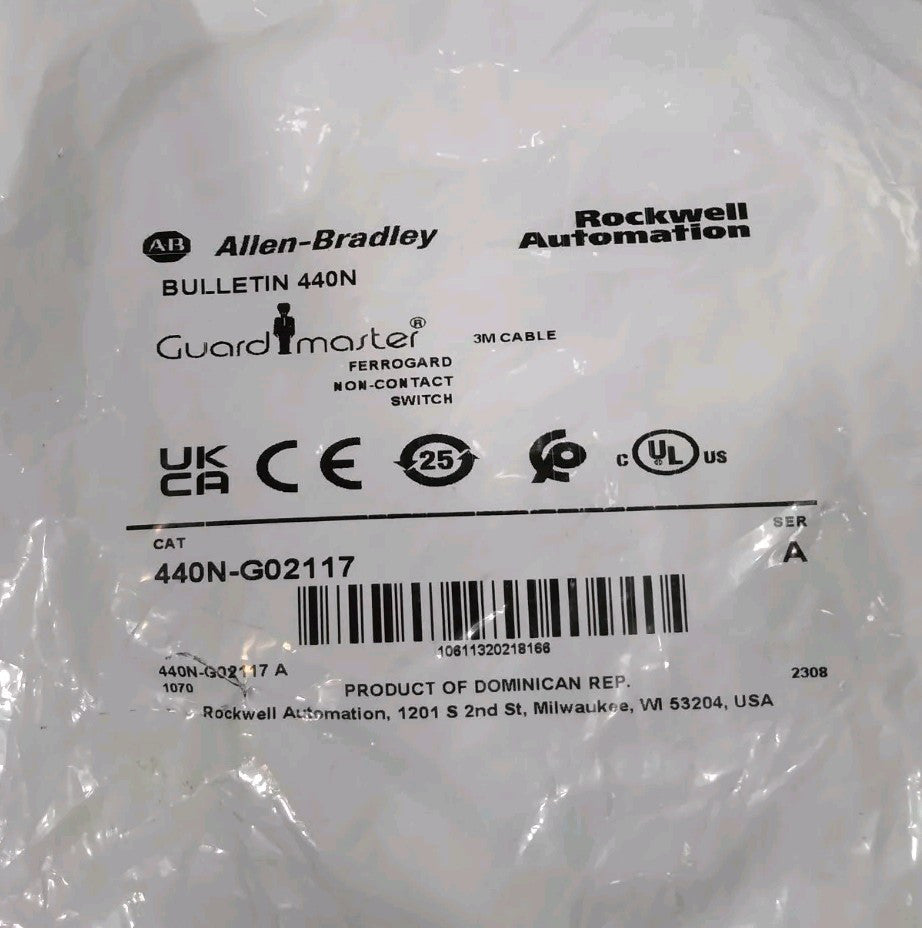 AB Allen-Bradley
Rockwell
Automation
BULLETIN 440N
Guardmaster®
3M CABLE
FERROGARD
NON-CONTACT
SWITCH
UK
CA CE 25 c UL US
SER
CAT
A
440N-G02117
10611320218166
440N-G02117 A
2308
1070
PRODUCT OF DOMINICAN REP.
Rockwell Automation, 1201 S 2nd St, Milwaukee, WI 53204, USA